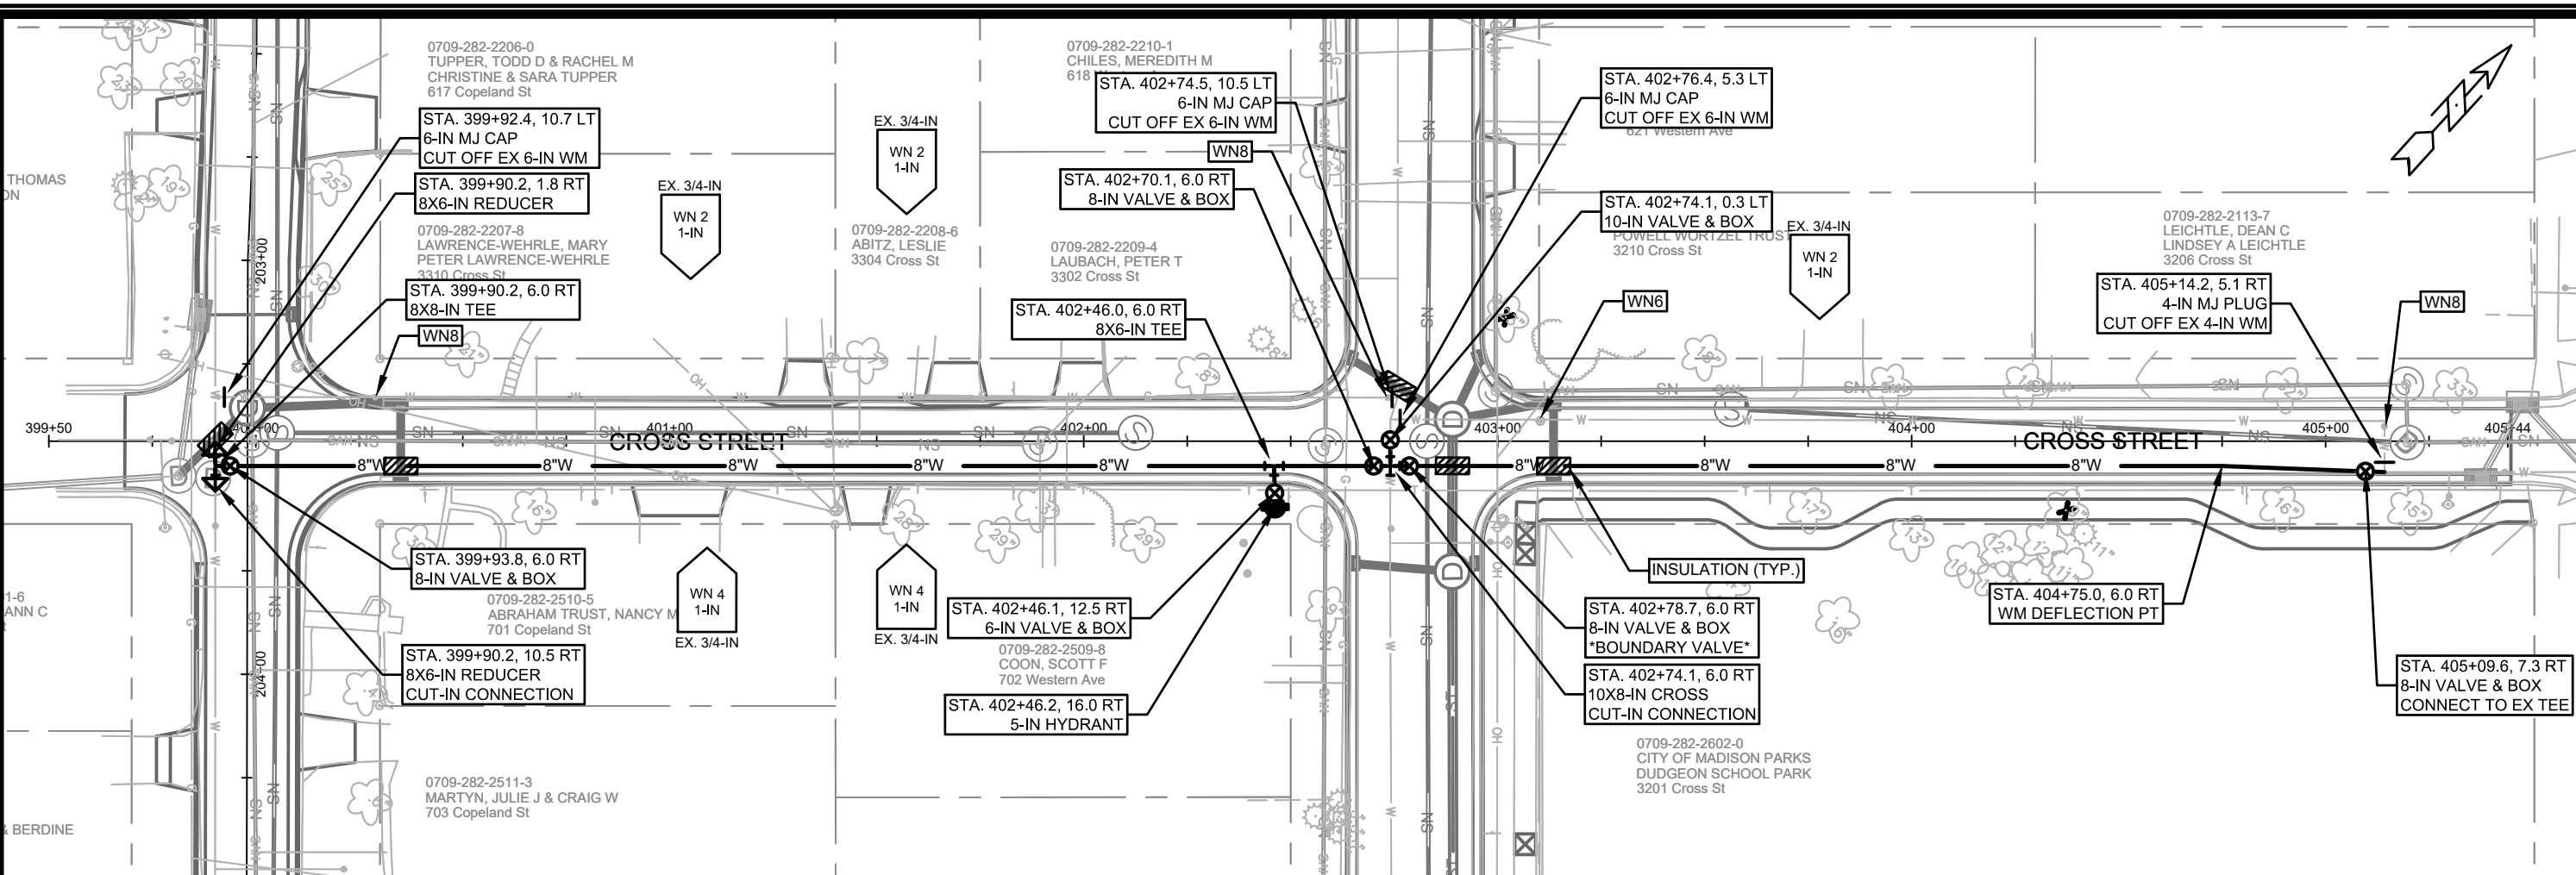 0709-282-2206-0
TUPPER, TODD D & RACHEL M
CHRISTINE & SARA TUPPER
617 Copeland St
STA. 399+92.4, 10.7 LT
6-IN MJ CAP
CUT OFF EX 6-IN WM
STA. 399+90.2, 1.8 RT
8X6-IN REDUCER
0709-282-2207-8
LAWRENCE-WEHRLE, MARY
PETER LAWRENCE-WEHRLE
3310 Cross St
STA. 399+90.2, 6.0 RT
8X8-IN TEE
WN8
THOMAS
203+00
EX. 3/4-IN
WN 2
1-IN
EX. 3/4-IN
WN 2
1-IN
0709-282-2208-6
ABITZ, LESLIE
3304 Cross St
0709-282-2210-1
CHILES, MEREDITH M
618
STA. 402+74.5, 10.5 LT
6-IN MJ CAP
CUT OFF EX 6-IN WM
WN8
STA. 402+70.1, 6.0 RT
8-IN VALVE & BOX
0709-282-2209-4
LAUBACH, PETER T
3302 Cross St
STA. 402+46.0, 6.0 RT
8X6-IN TEE
STA. 402+76.4, 5.3 LT
6-IN MJ CAP
CUT OFF EX 6-IN WM
621 Western Ave
STA. 402+74.1, 0.3 LT
10-IN VALVE & BOX
POWELL WORTZEL TRUST
3210 Cross St
EX. 3/4-IN
WN 2
1-IN
WN6
0709-282-2113-7
LEICHTLE, DEAN C
LINDSEY A LEICHTLE
3206 Cross St
STA. 405+14.2, 5.1 RT
4-IN MJ PLUG
CUT OFF EX 4-IN WM
WN8
399+50
401+00
CROSS STREET
402+00
403+00
404+00
CROSS STREET
405+00
405+44
8"W
8"W
8"W
8"W
8"W
8"W
8"W
8"W
8"W
STA. 399+93.8, 6.0 RT
8-IN VALVE & BOX
0709-282-2510-5
ABRAHAM TRUST, NANCY M
701 Copeland St
STA. 399+90.2, 10.5 RT
8X6-IN REDUCER
CUT-IN CONNECTION
204+00
WN 4
1-IN
EX. 3/4-IN
WN 4
1-IN
EX. 3/4-IN
STA. 402+46.1, 12.5 RT
6-IN VALVE & BOX
0709-282-2509-8
COON, SCOTT F
702 Western Ave
STA. 402+46.2, 16.0 RT
5-IN HYDRANT
INSULATION (TYP.)
STA. 402+78.7, 6.0 RT
8-IN VALVE & BOX
*BOUNDARY VALVE*
STA. 402+74.1, 6.0 RT
10X8-IN CROSS
CUT-IN CONNECTION
0709-282-2602-0
CITY OF MADISON PARKS
DUDGEON SCHOOL PARK
3201 Cross St
STA. 404+75.0, 6.0 RT
WM DEFLECTION PT
STA. 405+09.6, 7.3 RT
8-IN VALVE & BOX
CONNECT TO EX TEE
0709-282-2511-3
MARTYN, JULIE J & CRAIG W
703 Copeland St
ANN C
& BERDINE